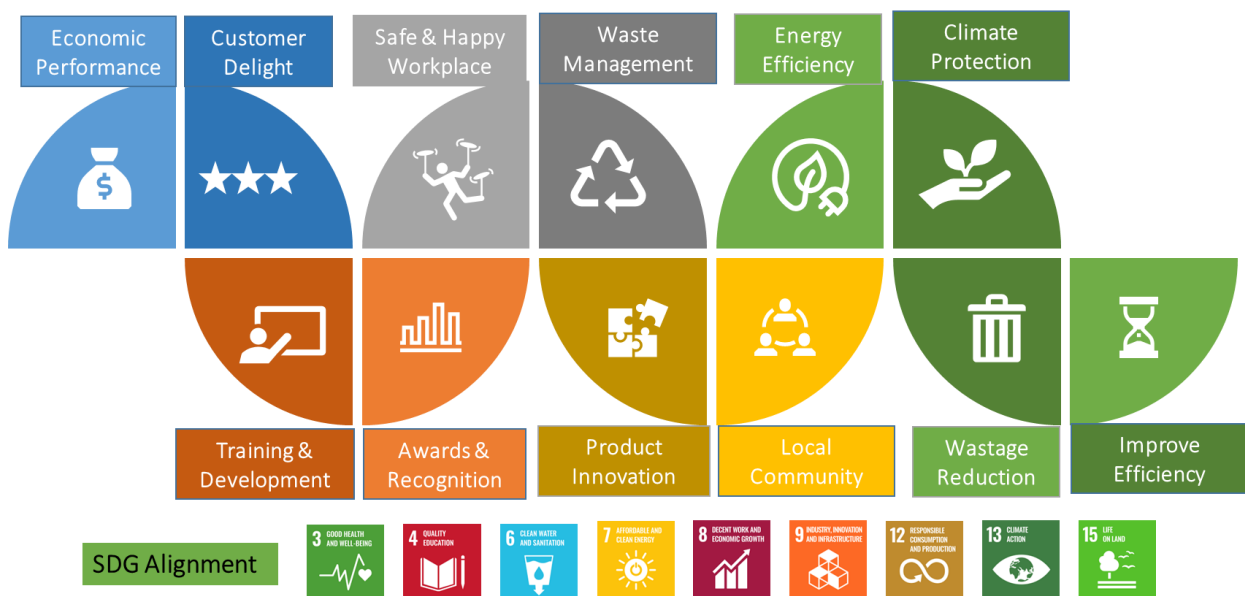 Economic
Performance
Customer
Delight
Safe & Happy
Workplace
Waste
Management
Energy
Efficiency
Climate
Protection
$
Training &
Development
Awards &
Recognition
Product
Innovation
Local
Community
Wastage
Reduction
Improve
Efficiency
SDG Alignment
3 GOOD HEALTH
AND WELL-BEING
4 QUALITY
EDUCATION
6 CLEAN WATER
AND SANITATION
7 AFFORDABLE AND
CLEAN ENERGY
8 DECENT WORK AND
ECONOMIC GROWTH
9 INDUSTRY, INNOVATION
AND INFRASTRUCTURE
12 RESPONSIBLE
CONSUMPTION
AND PRODUCTION
13 CLIMATE
ACTION
15 LIFE
ON LAND